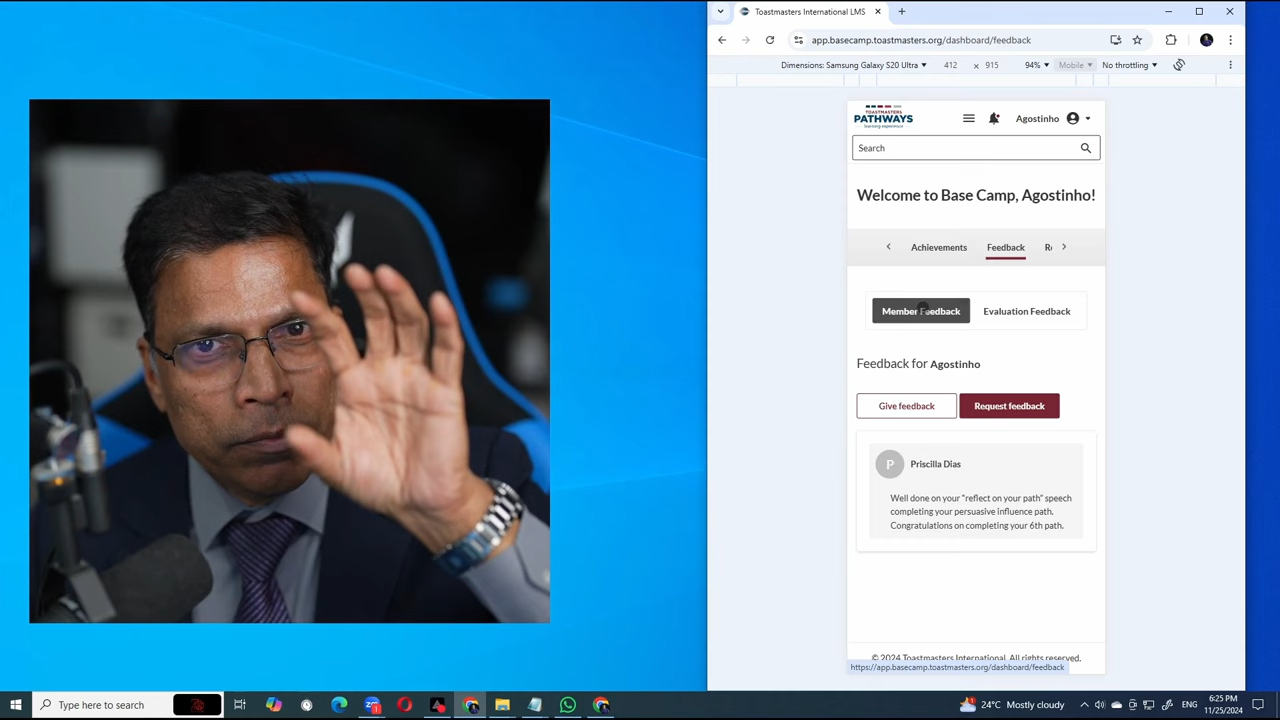 Toastmasters International LMS
app.basecamp.toastmasters.org/dashboard/feedback
Dimensions: Samsung Galaxy S20 Ultra 412 × 915 94% Mobile No throttling
TOASTMASTERS
PATHWAYS
learning experience
Agostinho
Search
Welcome to Base Camp, Agostinho!
Achievements Feedback
Member Feedback Evaluation Feedback
Feedback for Agostinho
Give feedback Request feedback
P Priscilla Dias
Well done on your "reflect on your path" speech
completing your persuasive influence path.
Congratulations on completing your 6th path.
© 2024 Toastmasters International. All rights reserved.
https://app.basecamp.toastmasters.org/dashboard/feedback
Type here to search
24°C Mostly cloudy
ENG
6:25 PM
11/25/2024